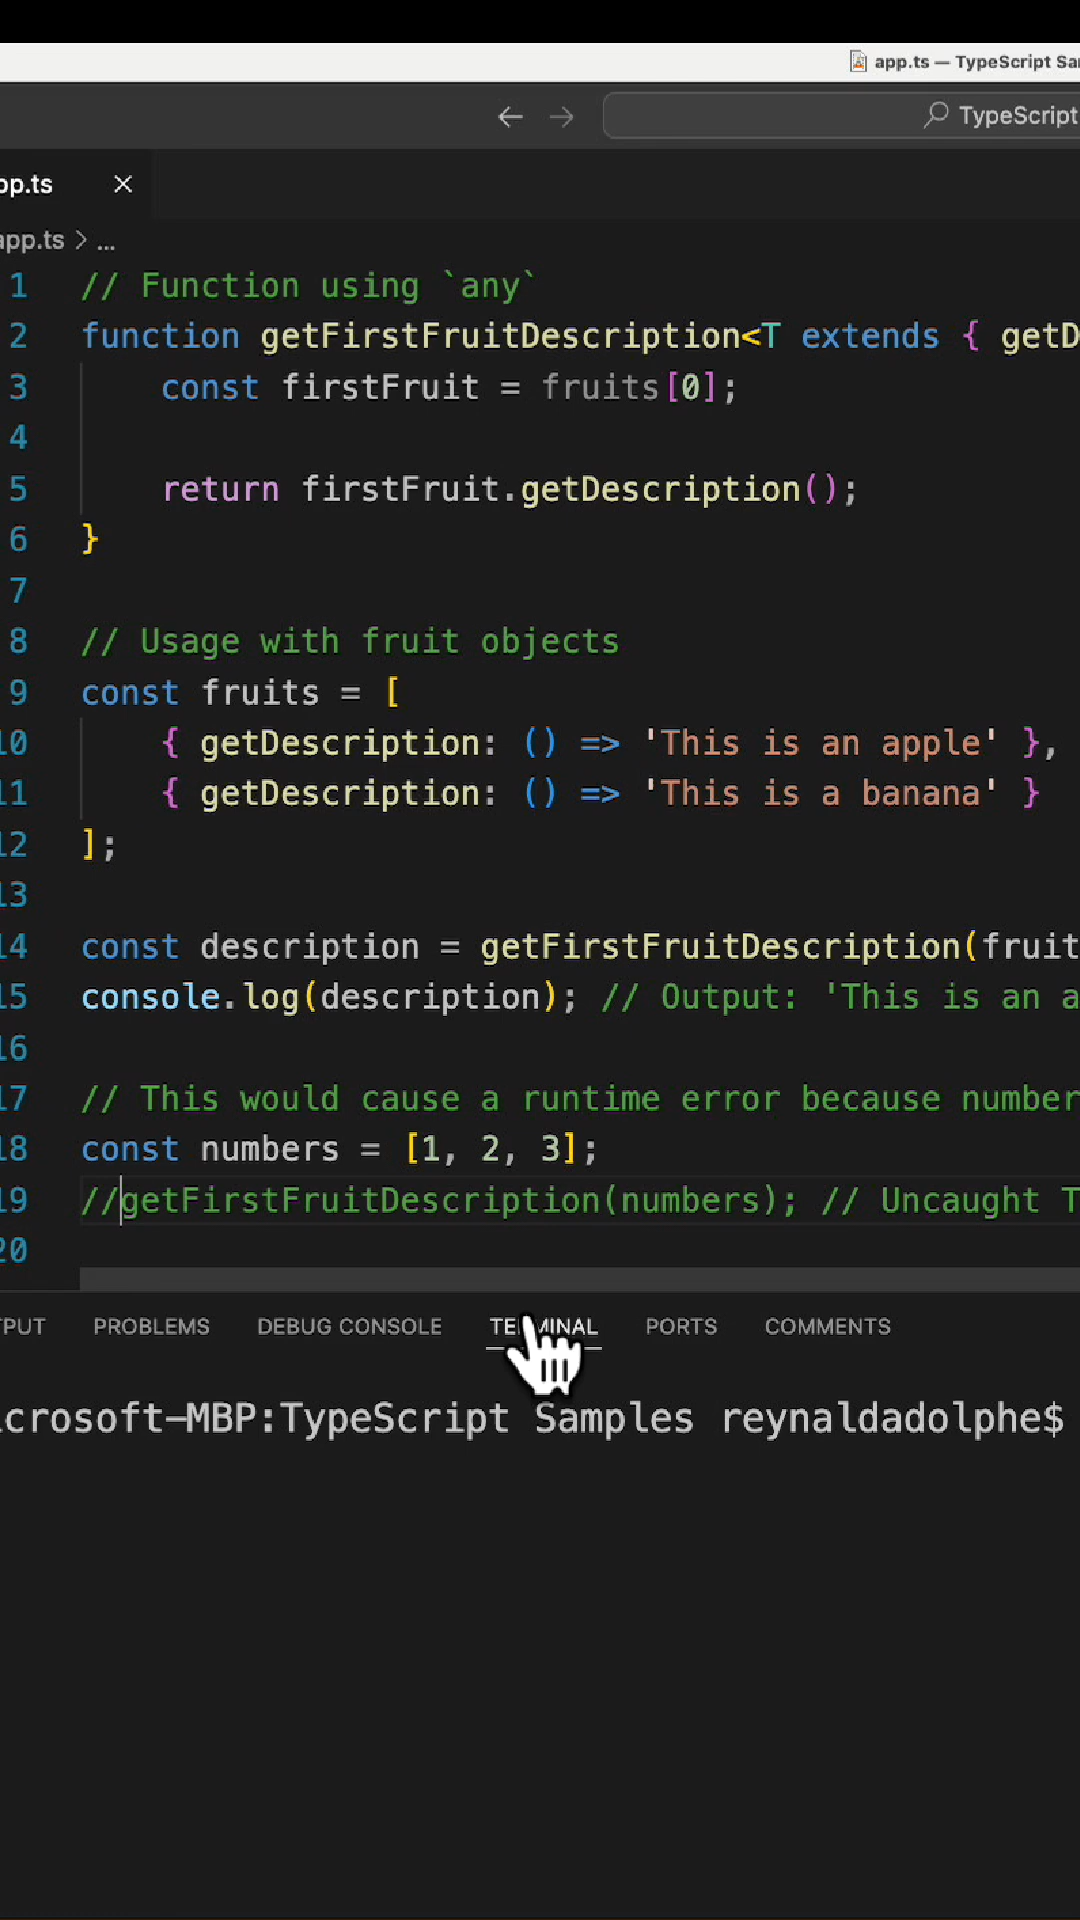 app.ts — TypeScript Sa
TypeScript
pp.ts
app.ts > ...
1 // Function using `any`
2 function getFirstFruitDescription<T extends { getD
3 const firstFruit = fruits[0];
4
5 return firstFruit.getDescription();
6 }
7
8 // Usage with fruit objects
9 const fruits = [
10 { getDescription: () => 'This is an apple' },
11 { getDescription: () => 'This is a banana' }
12 ];
13
14 const description = getFirstFruitDescription(fruit
15 console.log(description); // Output: 'This is an a
16
17 // This would cause a runtime error because number
18 const numbers = [1, 2, 3];
19 //getFirstFruitDescription(numbers); // Uncaught T
20
TPUT PROBLEMS DEBUG CONSOLE TERMINAL PORTS COMMENTS
icrosoft-MBP:TypeScript Samples reynaldadolphe$